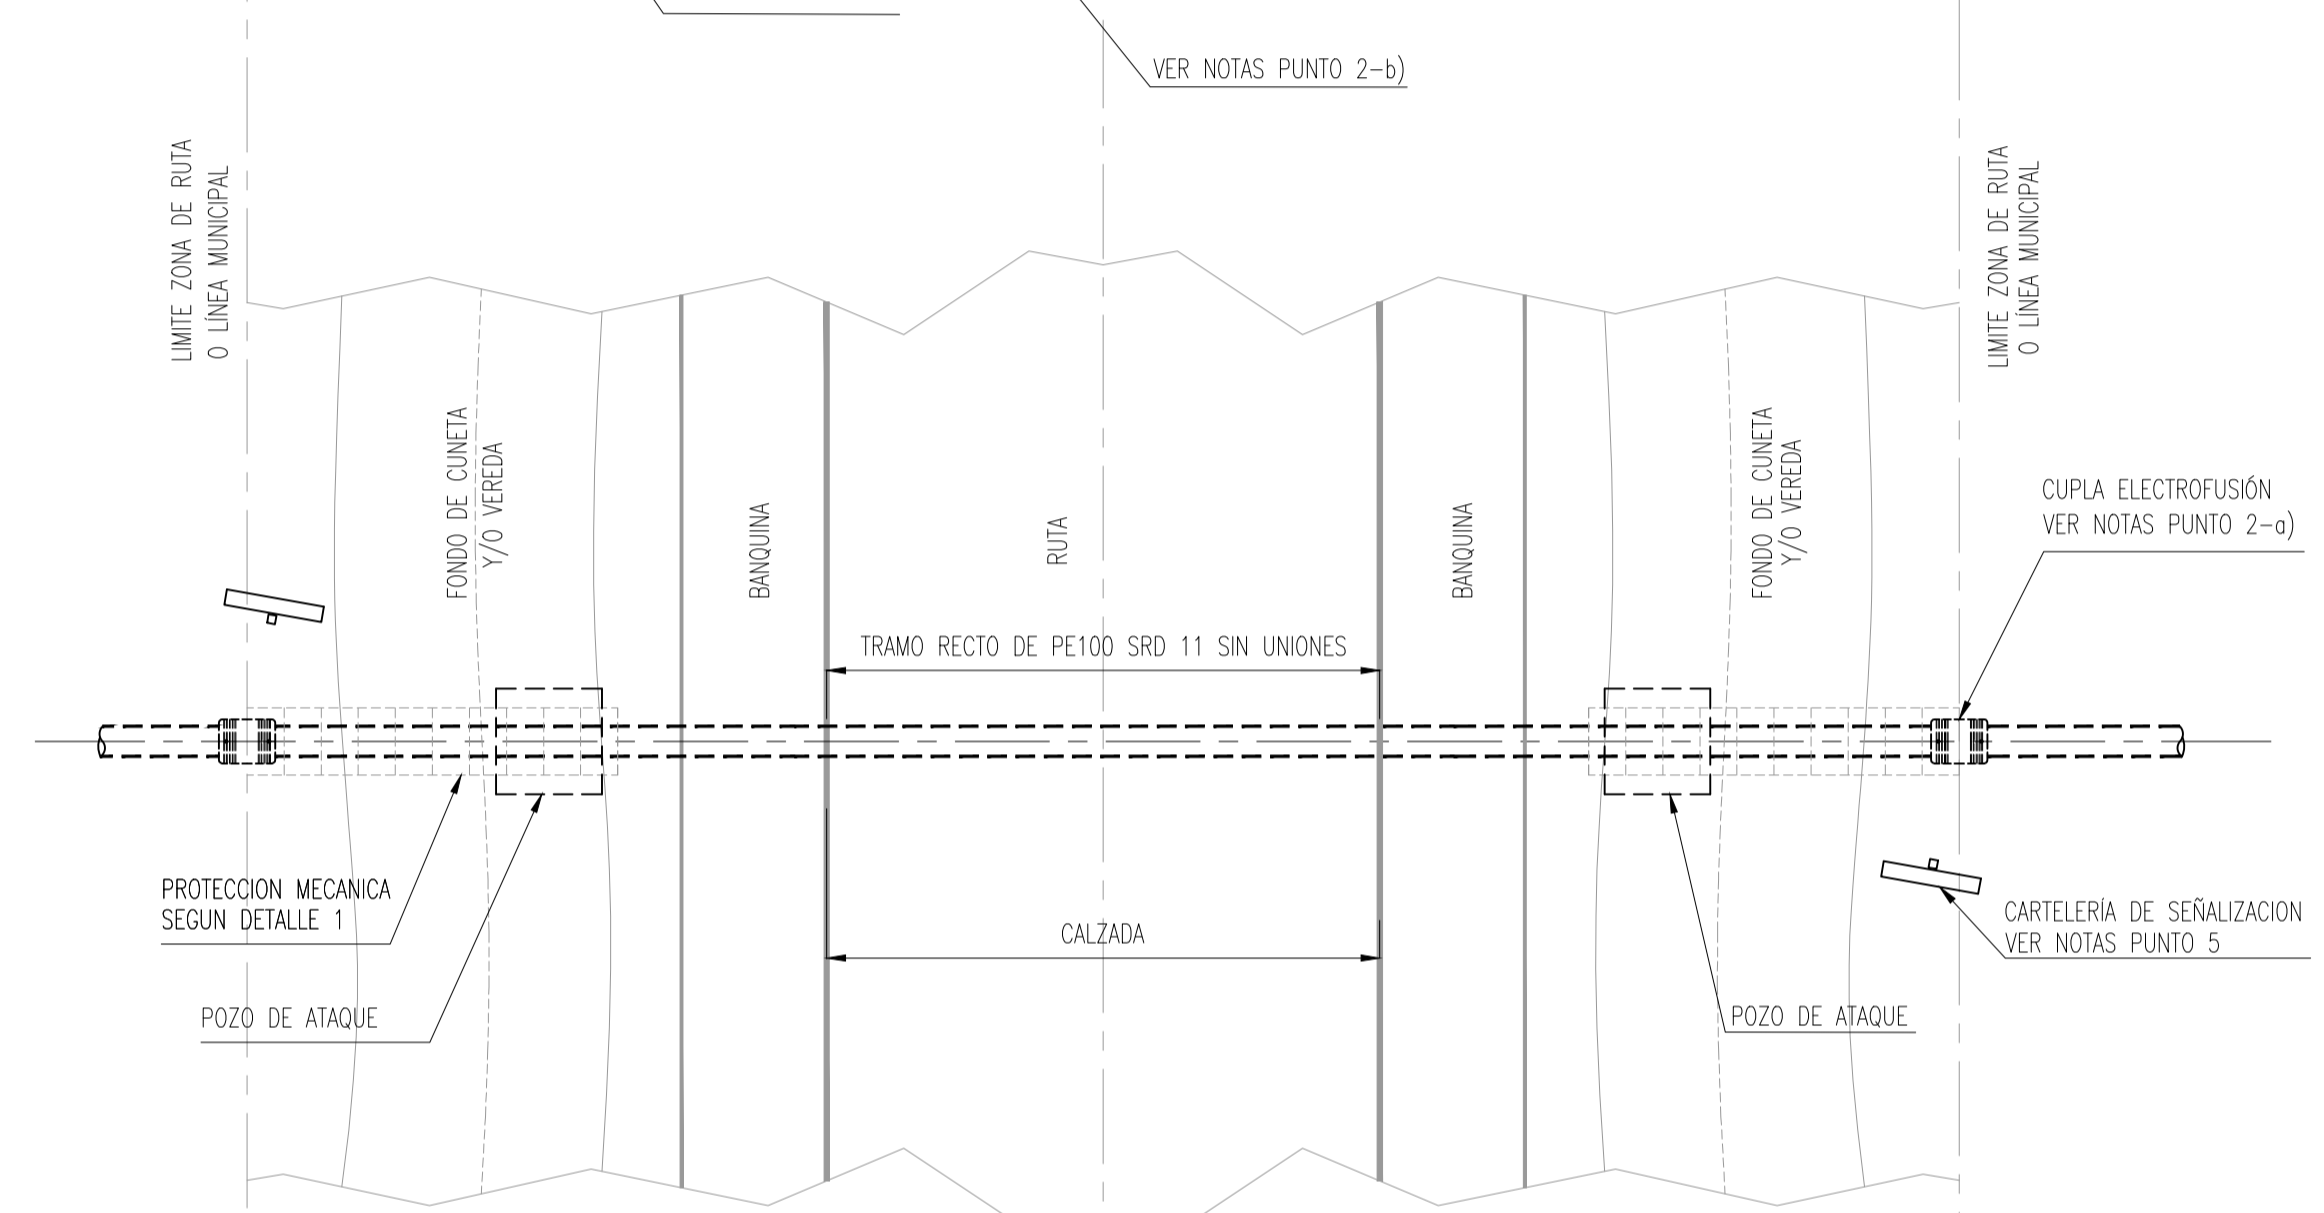 VER NOTAS PUNTO 2-b)
LIMITE ZONA DE RUTA
O LÍNEA MUNICIPAL
LIMITE ZONA DE RUTA
O LÍNEA MUNICIPAL
FONDO DE CUNETA
Y/O VEREDA
BANQUINA
RUTA
BANQUINA
FONDO DE CUNETA
Y/O VEREDA
CUPLA ELECTROFUSIÓN
VER NOTAS PUNTO 2-a)
TRAMO RECTO DE PE100 SRD 11 SIN UNIONES
PROTECCION MECANICA
SEGUN DETALLE 1
CALZADA
CARTELERÍA DE SEÑALIZACION
VER NOTAS PUNTO 5
POZO DE ATAQUE
POZO DE ATAQUE